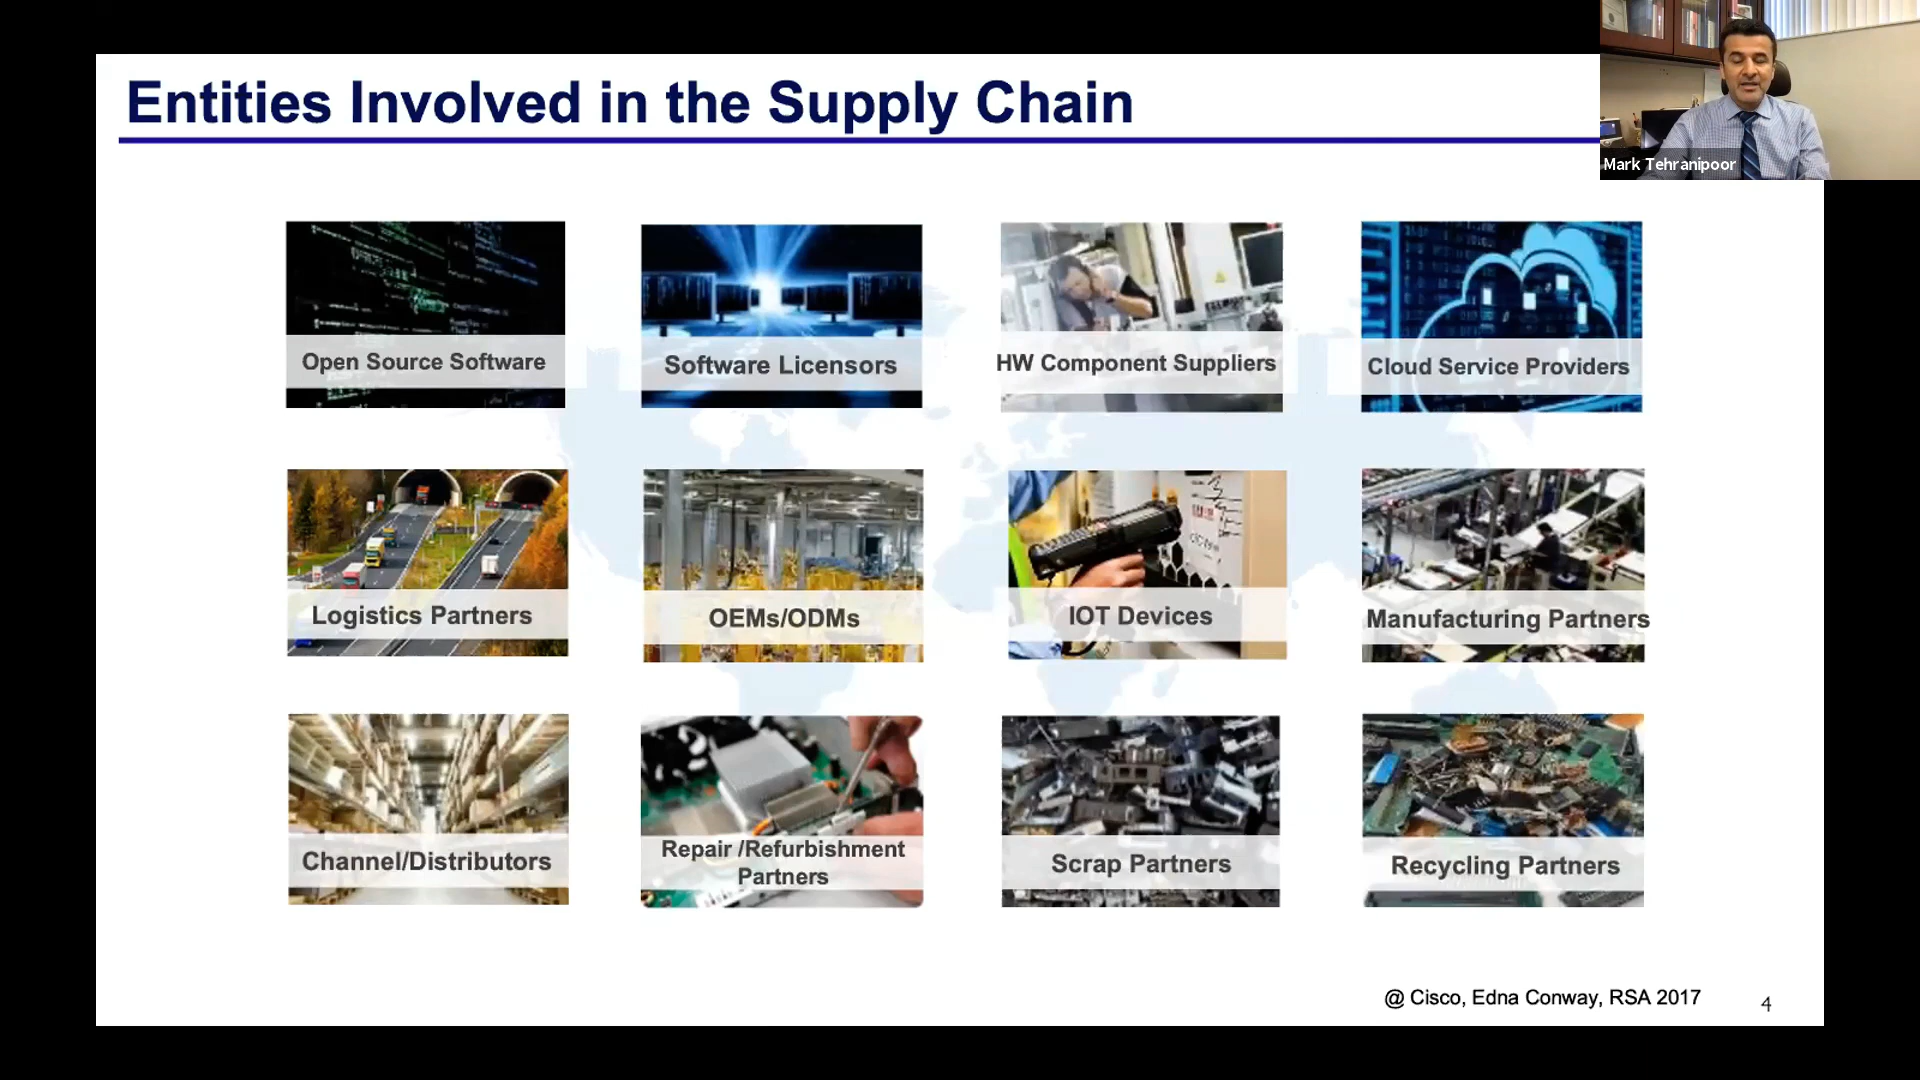 Entities Involved in the Supply Chain
Mark Tehranipoor
Open Source Software
Software Licensors
HW Component Suppliers
Cloud Service Providers
Logistics Partners
OEMs/ODMs
IOT Devices
Manufacturing Partners
Channel/Distributors
Repair /Refurbishment
Partners
Scrap Partners
Recycling Partners
@ Cisco, Edna Conway, RSA 2017
4